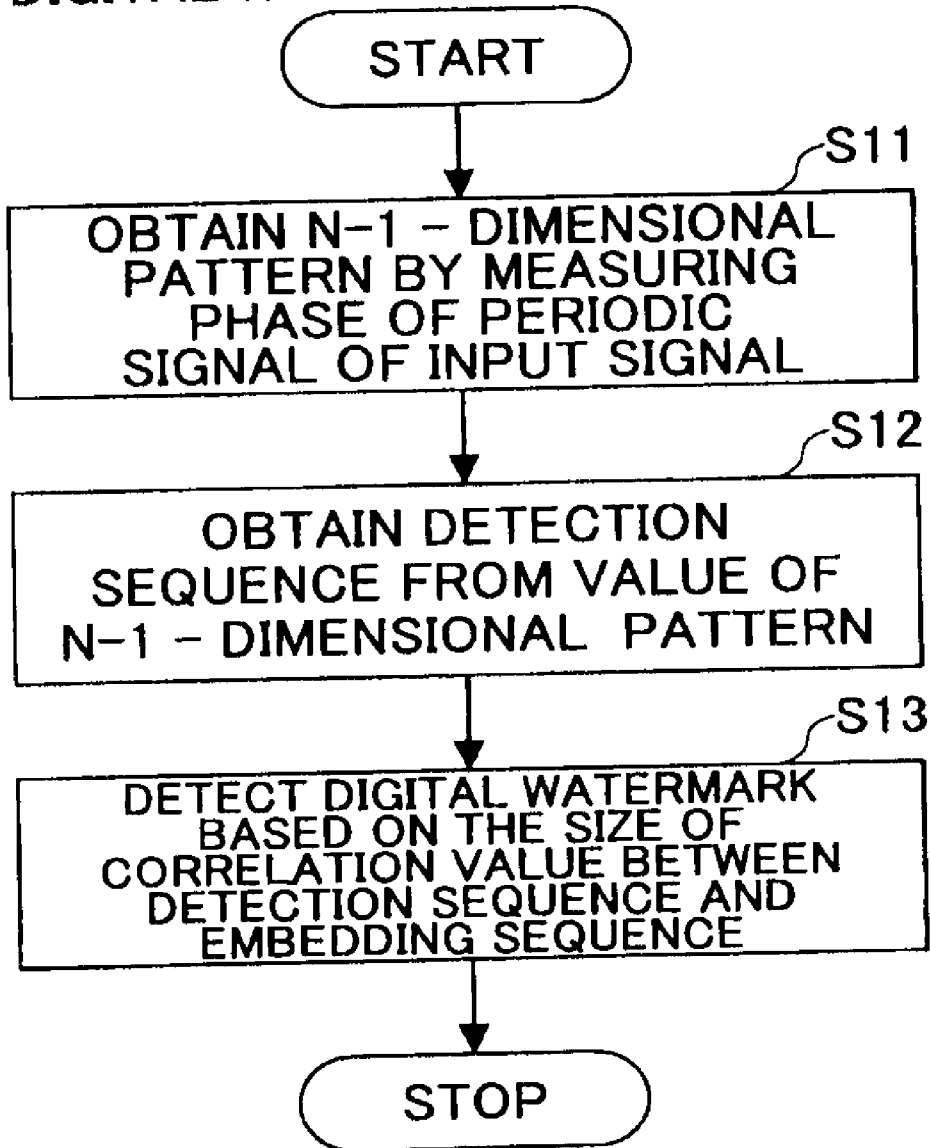 START
S11
OBTAIN N-1 - DIMENSIONAL
PATTERN BY MEASURING
PHASE OF PERIODIC
SIGNAL OF INPUT SIGNAL
S12
OBTAIN DETECTION
SEQUENCE FROM VALUE OF
N-1 - DIMENSIONAL PATTERN
S13
DETECT DIGITAL WATERMARK
BASED ON THE SIZE OF
CORRELATION VALUE BETWEEN
DETECTION SEQUENCE AND
EMBEDDING SEQUENCE
STOP